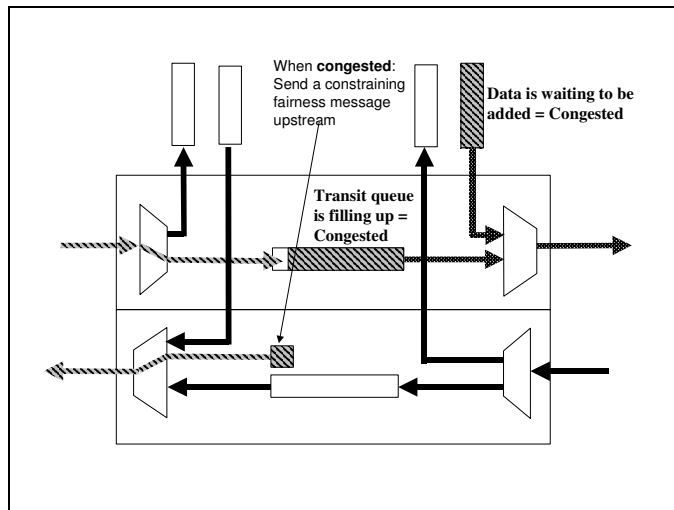 When congested:
Send a constraining
fairness message
upstream
Data is waiting to be
added = Congested
Transit queue
is filling up =
Congested